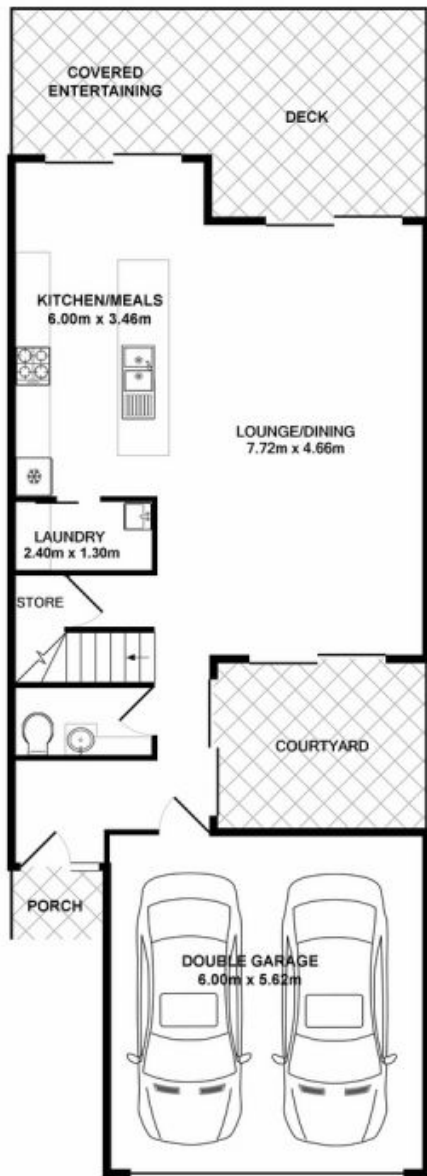 COVERED
ENTERTAINING
DECK
KITCHEN/MEALS
6.00m x 3.46m
LOUNGE/DINING
7.72m x 4.66m
LAUNDRY
2.40m x 1.30m
STORE
COURTYARD
PORCH
DOUBLE GARAGE
6.00m x 5.62m